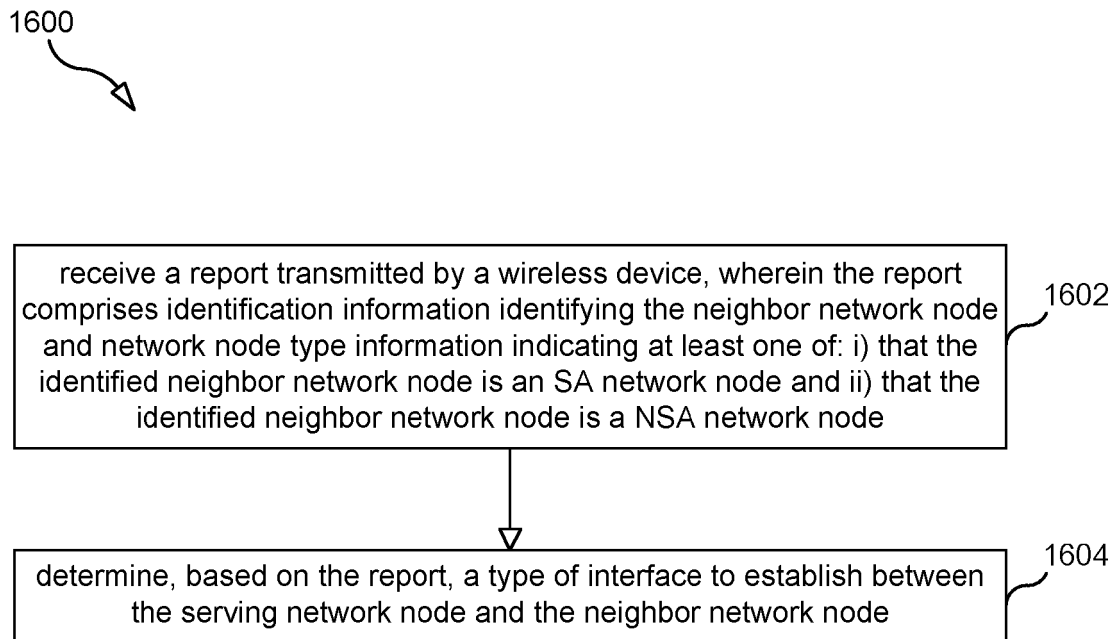 1600
receive a report transmitted by a wireless device, wherein the report
comprises identification information identifying the neighbor network node
and network node type information indicating at least one of: i) that the
identified neighbor network node is an SA network node and ii) that the
identified neighbor network node is a NSA network node
1602
determine, based on the report, a type of interface to establish between
the serving network node and the neighbor network node
1604